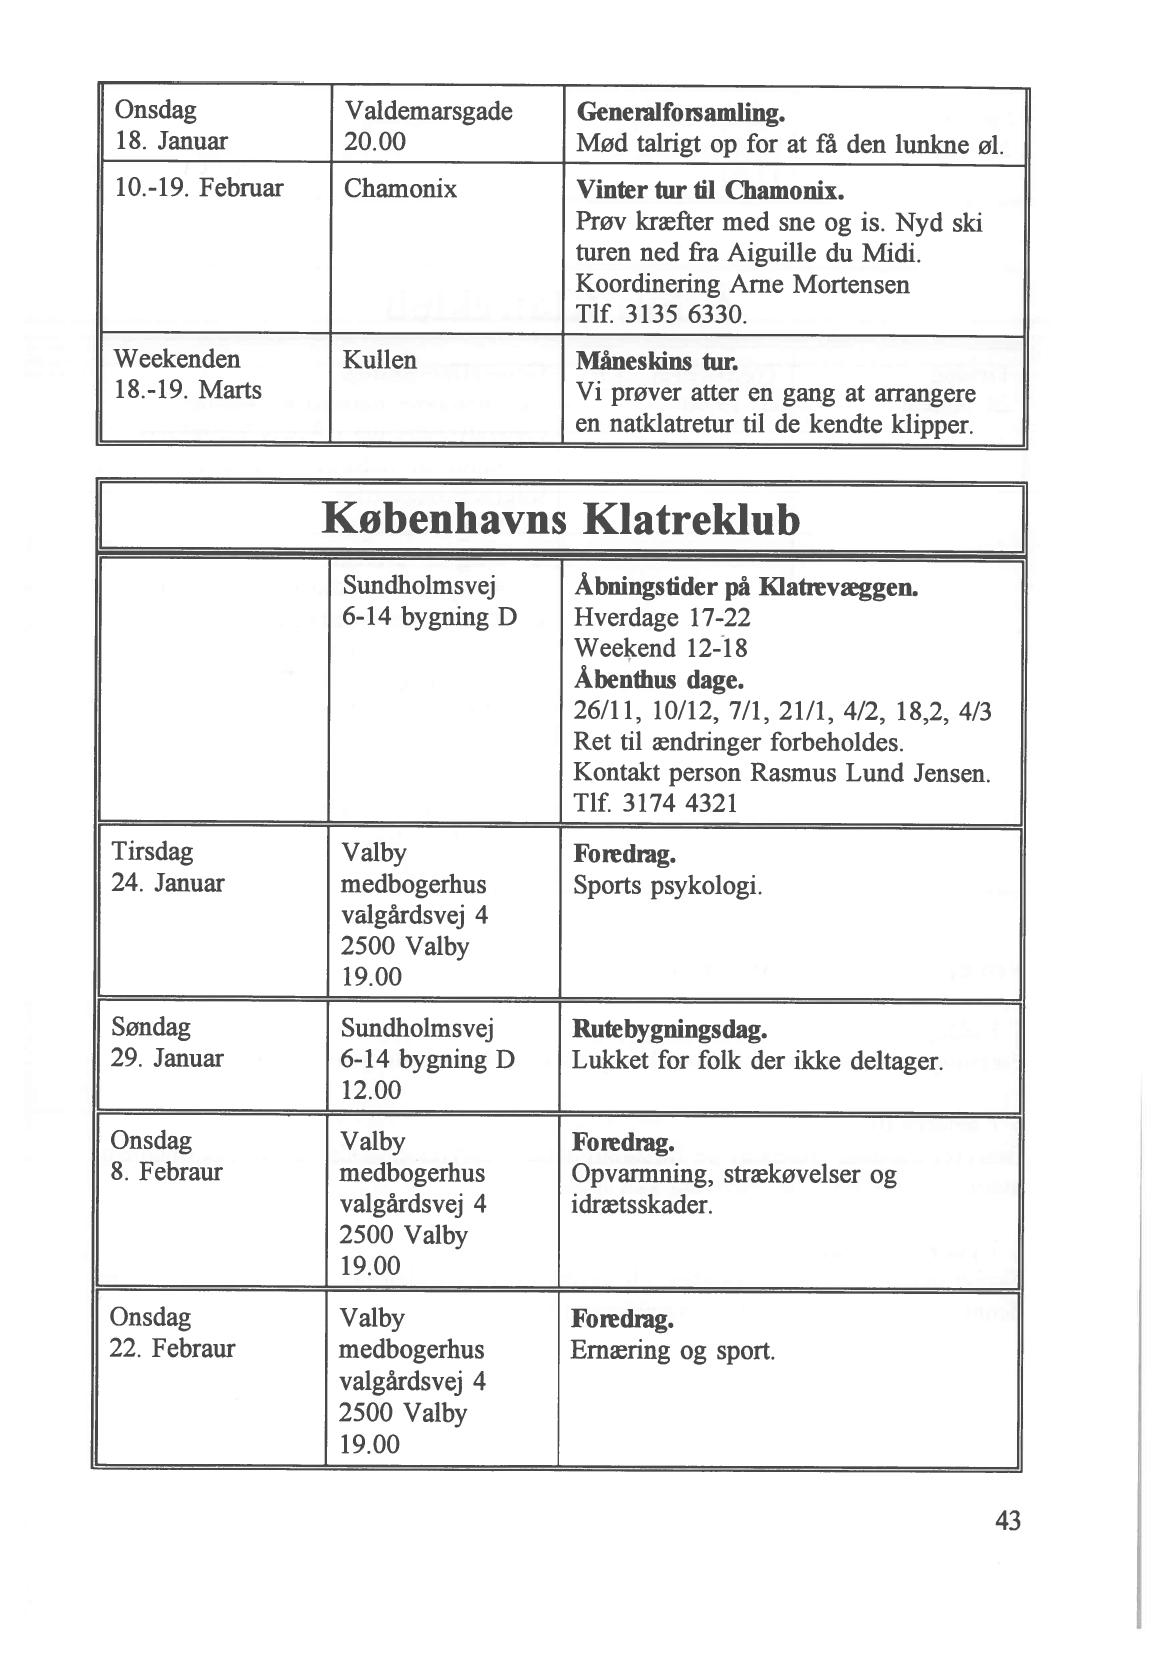 Onsdag
18. Januar
Valdemarsgade
20.00
Generalforsamling.
Mød talrigt op for at få den lunkne øl.
10.-19. Februar
Chamonix
Vinter tur til Chamonix.
Prøv kræfter med sne og is. Nyd ski
turen ned fra Aiguille du Midi.
Koordinering Arne Mortensen
Tlf. 3135 6330.
Weekenden
18.-19. Marts
Kullen
Måneskins tur.
Vi prøver atter en gang at arrangere
en natklatretur til de kendte klipper.
Københavns Klatreklub
Sundholmsvej
6-14 bygning D
Åbningstider på Klatrevæggen.
Hverdage 17-22
Weekend 12-18
Åbenthus dage.
26/11, 10/12, 7/1, 21/1, 4/2, 18,2, 4/3
Ret til ændringer forbeholdes.
Kontakt person Rasmus Lund Jensen.
Tlf. 3174 4321
Tirsdag
24. Januar
Valby
medbogerhus
valgårdsvej 4
2500 Valby
19.00
Foredrag.
Sports psykologi.
Søndag
29. Januar
Sundholmsvej
6-14 bygning D
12.00
Rutebygningsdag.
Lukket for folk der ikke deltager.
Onsdag
8. Febraur
Valby
medbogerhus
valgårdsvej 4
2500 Valby
19.00
Foredrag.
Opvarmning, strækøvelser og
idrætsskader.
Onsdag
22. Febraur
Valby
medbogerhus
valgårdsvej 4
2500 Valby
19.00
Foredrag.
Ernæring og sport.
43